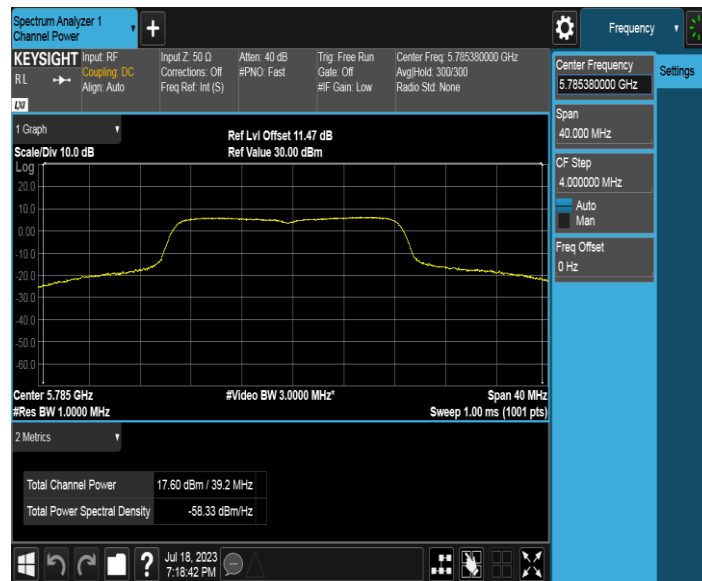 Spectrum Analyzer 1
Channel Power
+
Frequency
KEYSIGHT
RL
LXI
Input: RF
Coupling: DC
Align: Auto
Input Z: 50 Ω
Corrections: Off
Freq Ref: Int (S)
Atten: 40 dB
#PNO: Fast
Trig: Free Run
Gate: Off
#IF Gain: Low
Center Freq: 5.785380000 GHz
Avg|Hold: 300/300
Radio Std: None
Center Frequency
5.785380000 GHz
Settings
Span
40.000 MHz
CF Step
4.000000 MHz
Auto
Man
Freq Offset
0 Hz
1 Graph
Scale/Div 10.0 dB
Ref Lvl Offset 11.47 dB
Ref Value 30.00 dBm
Log
20.0
10.0
0.00
-10.0
-20.0
-30.0
-40.0
-50.0
-60.0
Center 5.785 GHz
#Res BW 1.0000 MHz
#Video BW 3.0000 MHz*
Span 40 MHz
Sweep 1.00 ms (1001 pts)
2 Metrics
Total Channel Power 17.60 dBm / 39.2 MHz
Total Power Spectral Density -58.33 dBm/Hz
?
Jul 18, 2023
7:18:42 PM